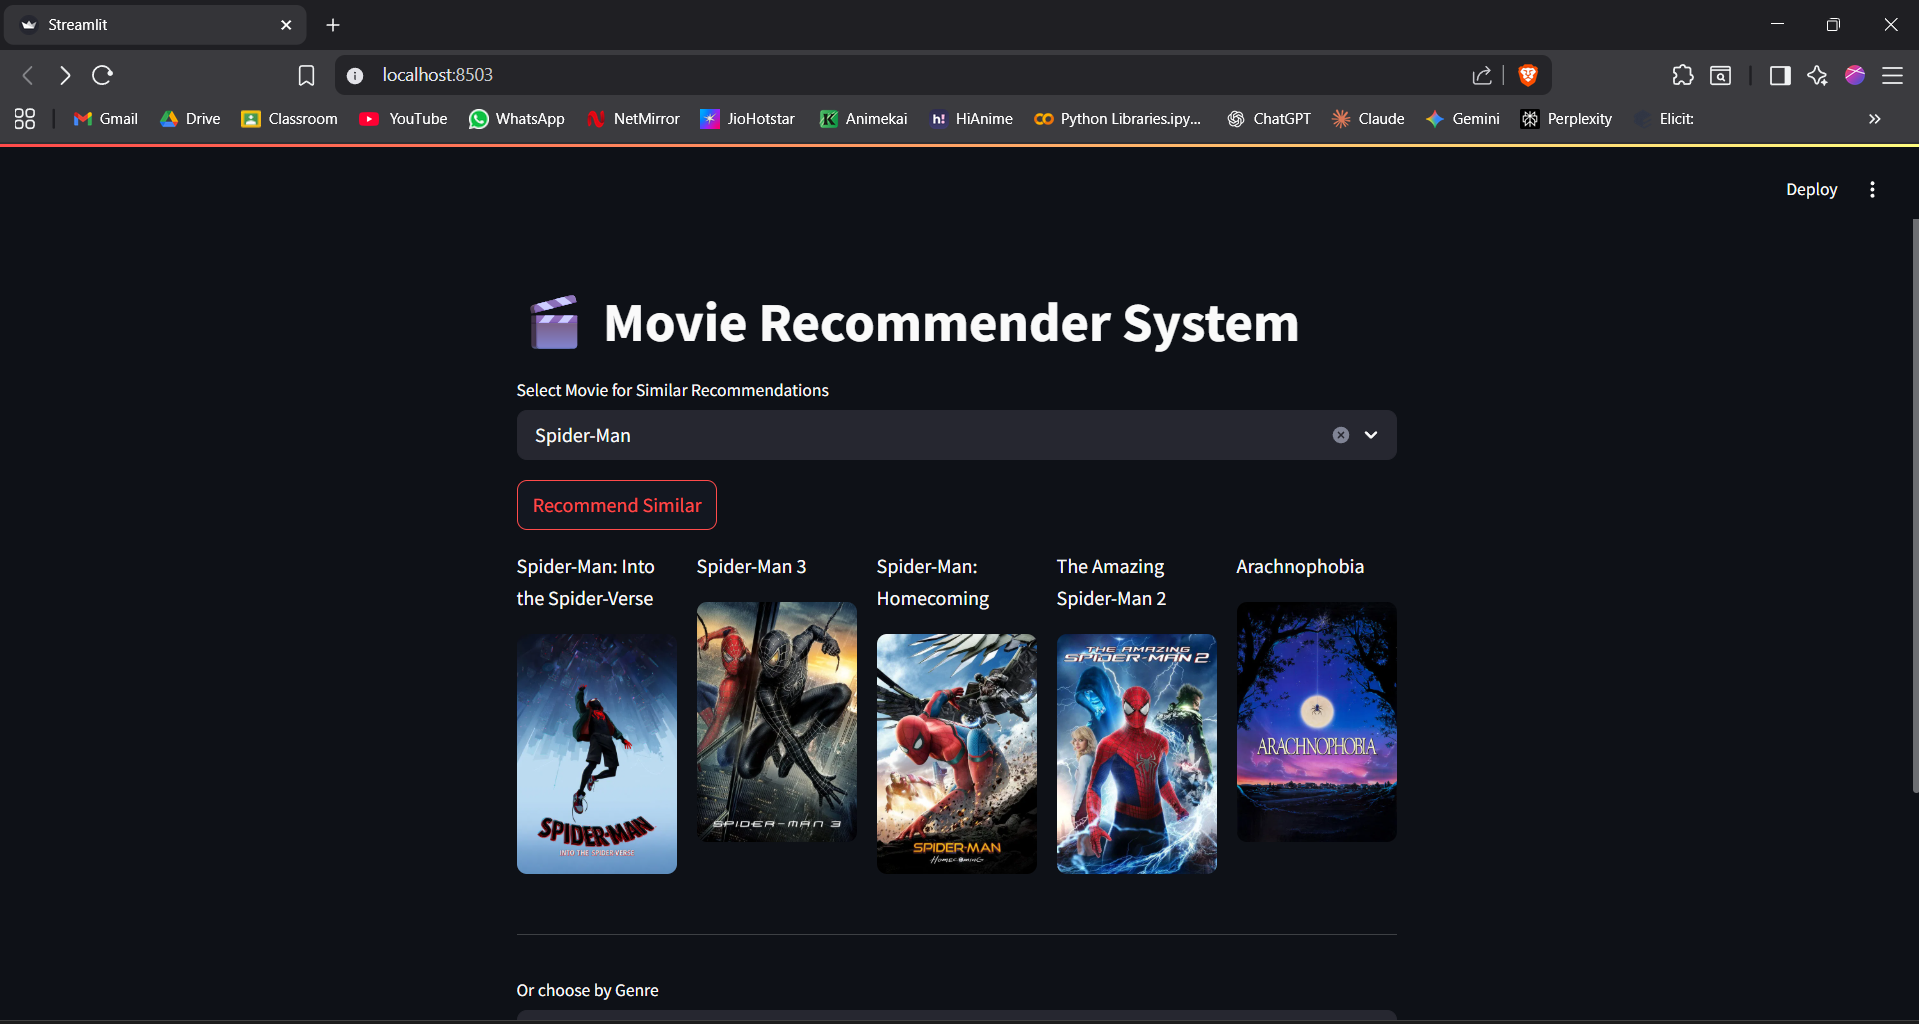 Streamlit
localhost:8503
Gmail
Drive
Classroom
YouTube
WhatsApp
NetMirror
JioHotstar
Animekai
HiAnime
Python Libraries.ipy...
ChatGPT
Claude
Gemini
Perplexity
Elicit:
Deploy
Movie Recommender System
Select Movie for Similar Recommendations
Spider-Man
Recommend Similar
Spider-Man: Into
the Spider-Verse
Spider-Man 3
Spider-Man:
Homecoming
The Amazing
Spider-Man 2
Arachnophobia
SPIDER-MAN
INTO THE SPIDER-VERSE
SPIDER-MAN 3
SPIDER-MAN
HOMECOMING
THE AMAZING
SPIDER-MAN 2
ARACHNOPHOBIA
Or choose by Genre